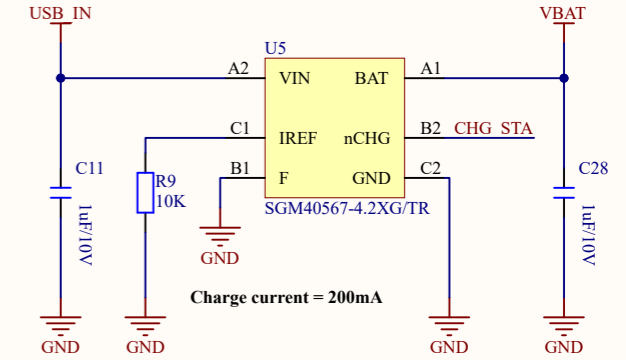 USB_IN
VBAT
U5
A2
VIN
BAT
A1
C1
IREF
nCHG
B2
CHG_STA
B1
F
GND
C2
C11
1uF/10V
R9
10K
C28
1uF/10V
SGM40567-4.2XG/TR
GND
Charge current = 200mA
GND
GND
GND
GND